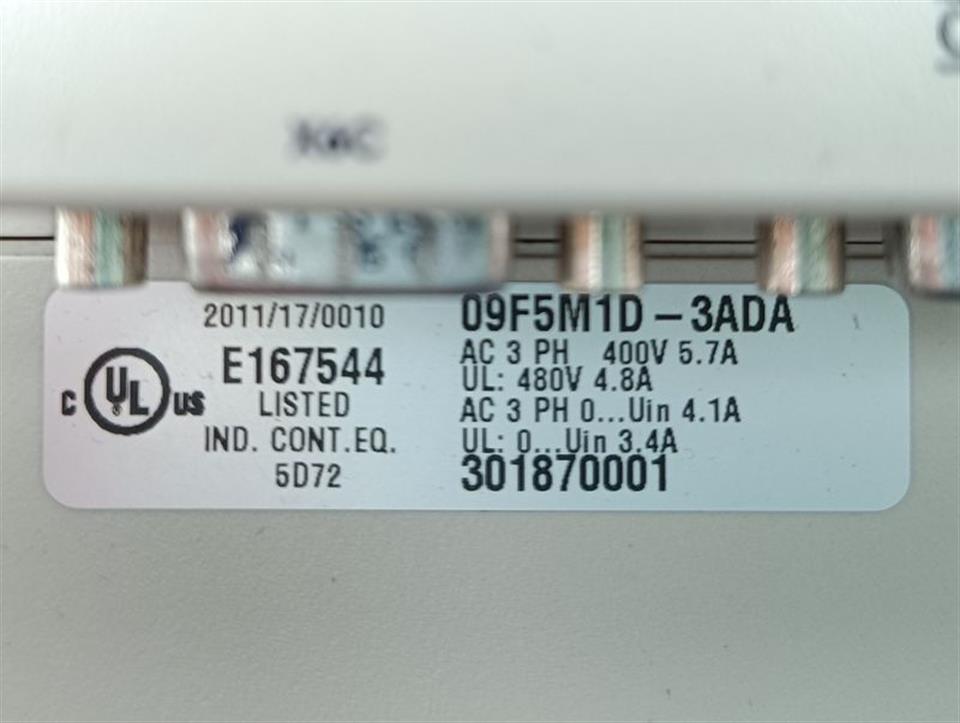 2011/17/0010
E167544
C UL US LISTED
IND. CONT.EQ.
5D72
09F5M1D – 3ADA
AC 3 PH 400V 5.7A
UL: 480V 4.8A
AC 3 PH 0...Uin 4.1A
UL: 0...Uin 3.4A
301870001